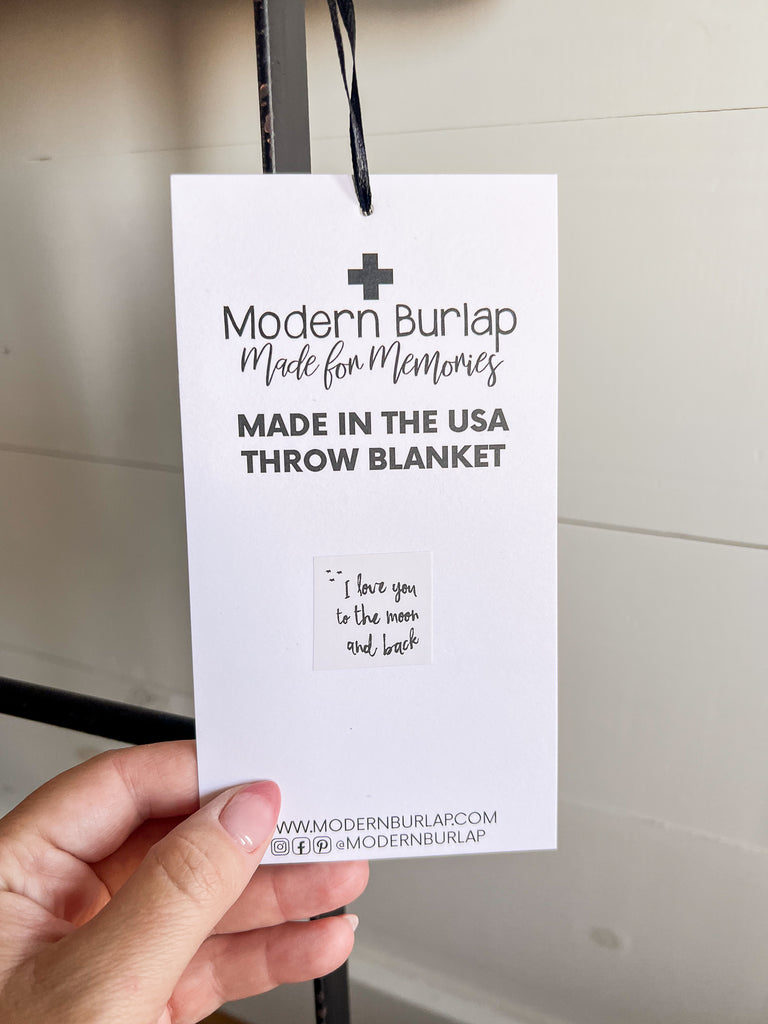 Modern Burlap
Made for Memories
MADE IN THE USA
THROW BLANKET
I love you
to the moon
and back
WW.MODERNBURLAP.COM
@MODERNBURLAP